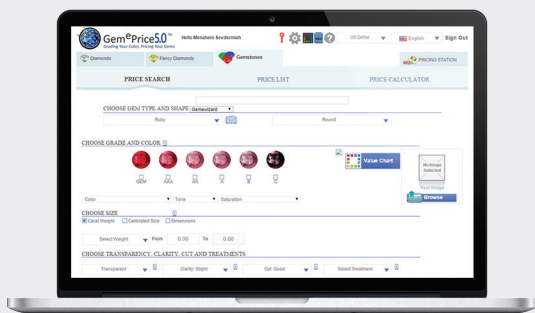 GemePrice5.0™
Grading Your Color, Pricing Your Gems
Hello Menahem Sevdermish
US Dollar
English
Sign Out
Diamonds
Fancy Diamonds
Gemstones
PRICING STATION
PRICE SEARCH
PRICE LIST
PRICE CALCULATOR
CHOOSE GEM TYPE AND SHAPE Gemewizard
Ruby
Round
CHOOSE GRADE AND COLOR
GEM AAA AA A B C
Value Chart
No Image
Selected
Your Image
Browse
Color
Tone
Saturation
CHOOSE SIZE
Carat Weight
Calibrated Size
Dimensions
Select Weight
From
0.00
To
0.00
CHOOSE TRANSPARENCY, CLARITY, CUT AND TREATMENTS
Transparent
Clarity: Slight
Cut: Good
Select Treatment